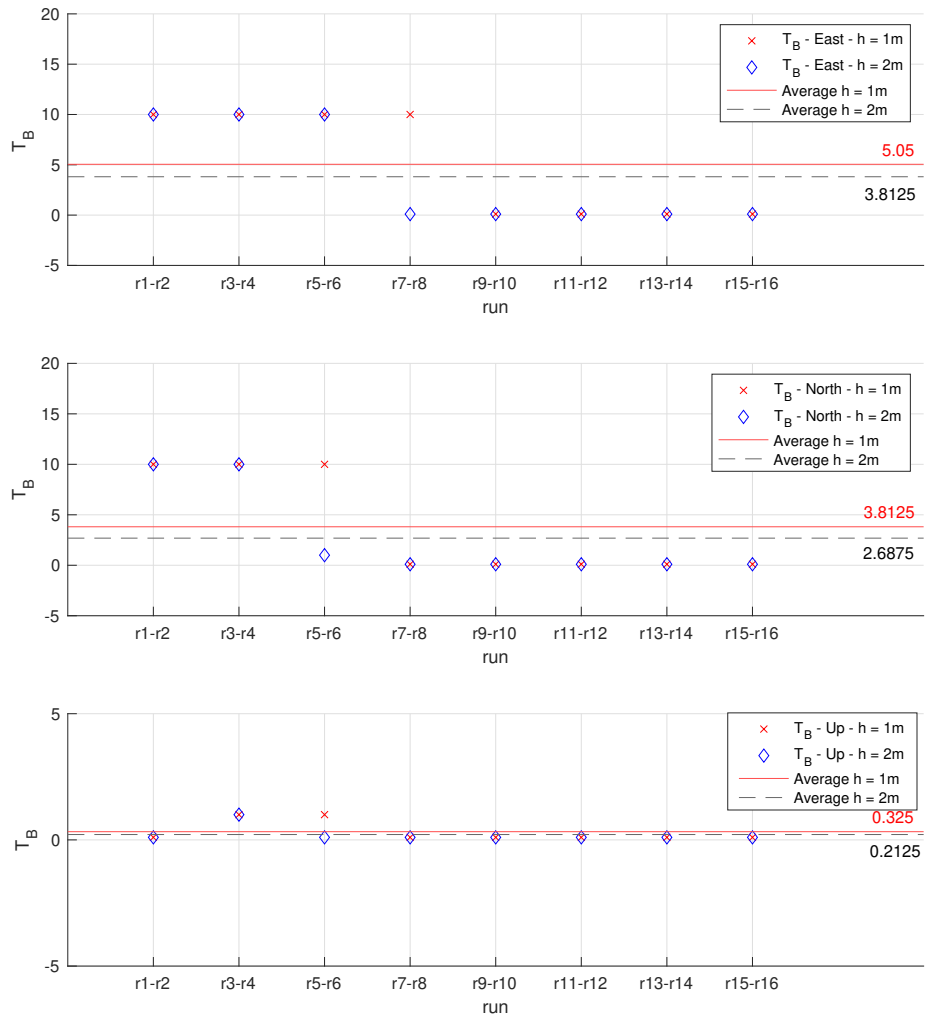 20
15
10
5
0
-5
T_B
T_B - East - h = 1m
T_B - East - h = 2m
Average h = 1m
Average h = 2m
5.05
3.8125
r1-r2 r3-r4 r5-r6 r7-r8 r9-r10 r11-r12 r13-r14 r15-r16
run
20
15
10
5
0
-5
T_B
T_B - North - h = 1m
T_B - North - h = 2m
Average h = 1m
Average h = 2m
3.8125
2.6875
r1-r2 r3-r4 r5-r6 r7-r8 r9-r10 r11-r12 r13-r14 r15-r16
run
5
0
-5
T_B
T_B - Up - h = 1m
T_B - Up - h = 2m
Average h = 1m
Average h = 2m
0.325
0.2125
r1-r2 r3-r4 r5-r6 r7-r8 r9-r10 r11-r12 r13-r14 r15-r16
run